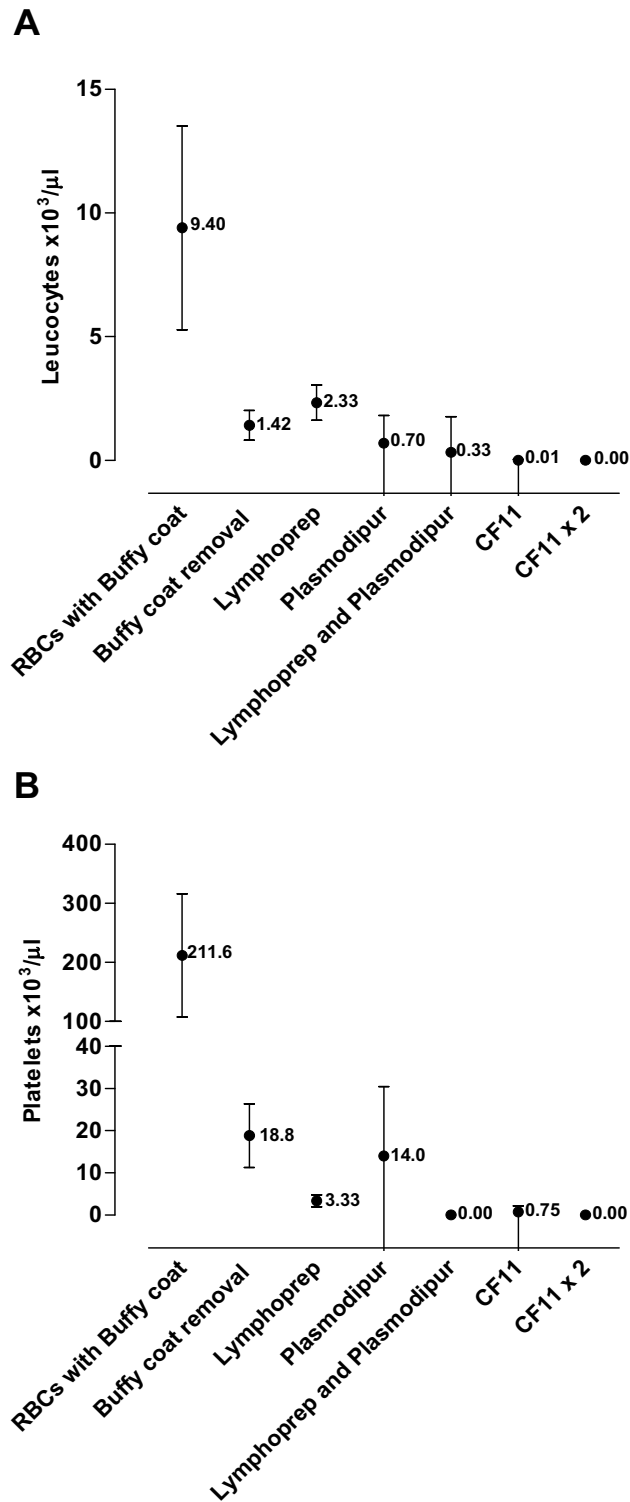 A
Leucocytes x10³/µl
15
10
5
0
9.40
1.42
2.33
0.70
0.33
0.01
0.00
RBCs with Buffy coat
Buffy coat removal
Lymphoprep
Plasmodipur
Lymphoprep and Plasmodipur
CF11
CF11 x 2
B
Platelets x10³/µl
400
300
200
100
40
30
20
10
0
211.6
18.8
3.33
14.0
0.00
0.75
0.00
RBCs with Buffy coat
Buffy coat removal
Lymphoprep
Plasmodipur
Lymphoprep and Plasmodipur
CF11
CF11 x 2